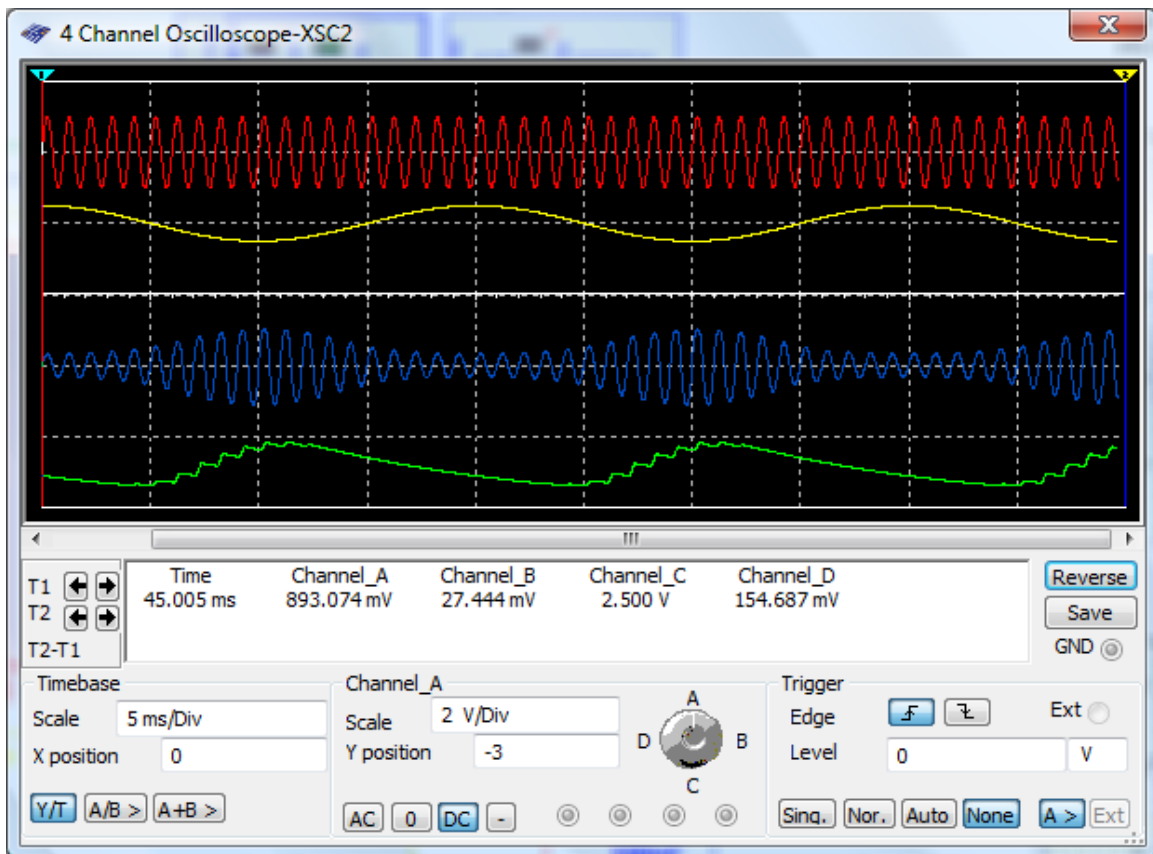 4 Channel Oscilloscope-XSC2
1 2
Time Channel_A Channel_B Channel_C Channel_D
T1 45.005 ms 893.074 mV 27.444 mV 2.500 V 154.687 mV
T2
T2-T1
Reverse
Save
GND
Timebase Channel_A Trigger
Scale 5 ms/Div Scale 2 V/Div A Edge Ext
X position 0 Y position -3 D B Level 0 V
C
Y/T A/B > A+B > AC 0 DC - Sing. Nor. Auto None A > Ext